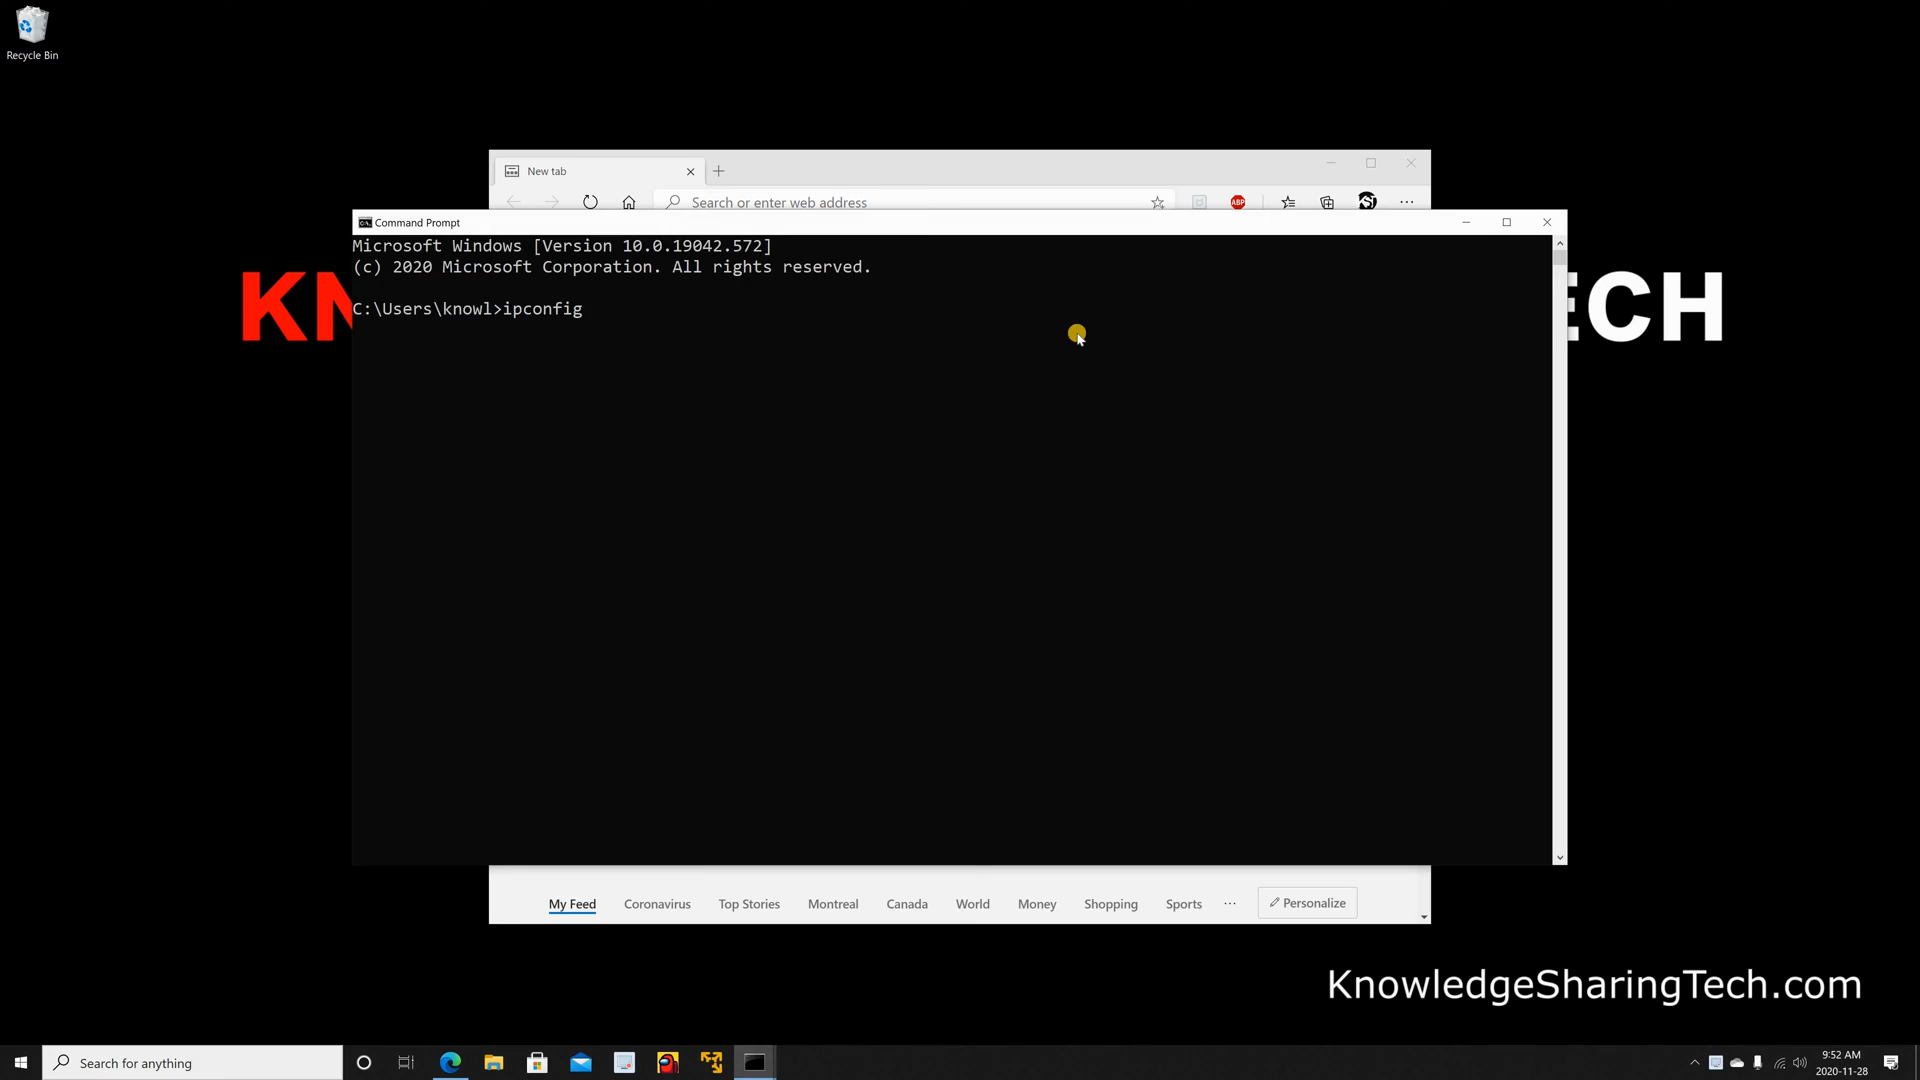 Recycle Bin
New tab
Search or enter web address
ABP
Command Prompt
Microsoft Windows [Version 10.0.19042.572]
(c) 2020 Microsoft Corporation. All rights reserved.
KN
ECH
C:\Users\knowl>ipconfig
My Feed Coronavirus Top Stories Montreal Canada World Money Shopping Sports ... Personalize
KnowledgeSharingTech.com
Search for anything
9:52 AM
2020-11-28